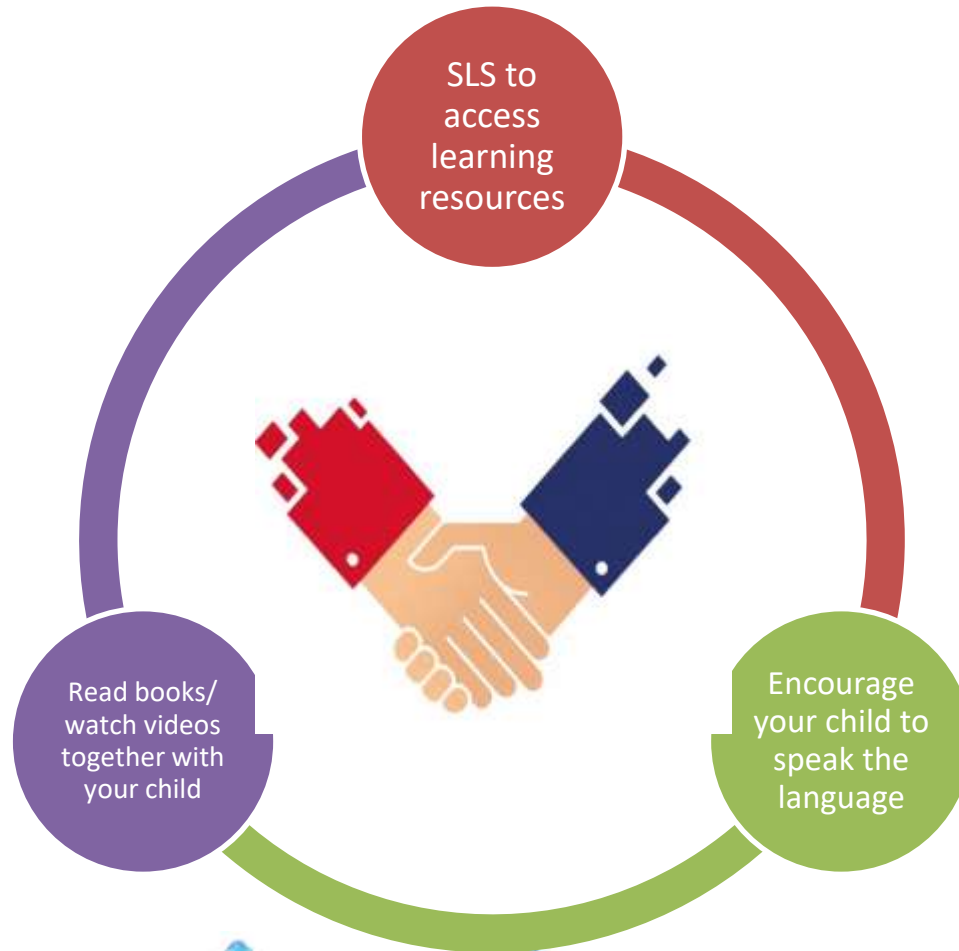 SLS to
access
learning
resources
Encourage
your child to
speak the
language
Read books/
watch videos
together with
your child